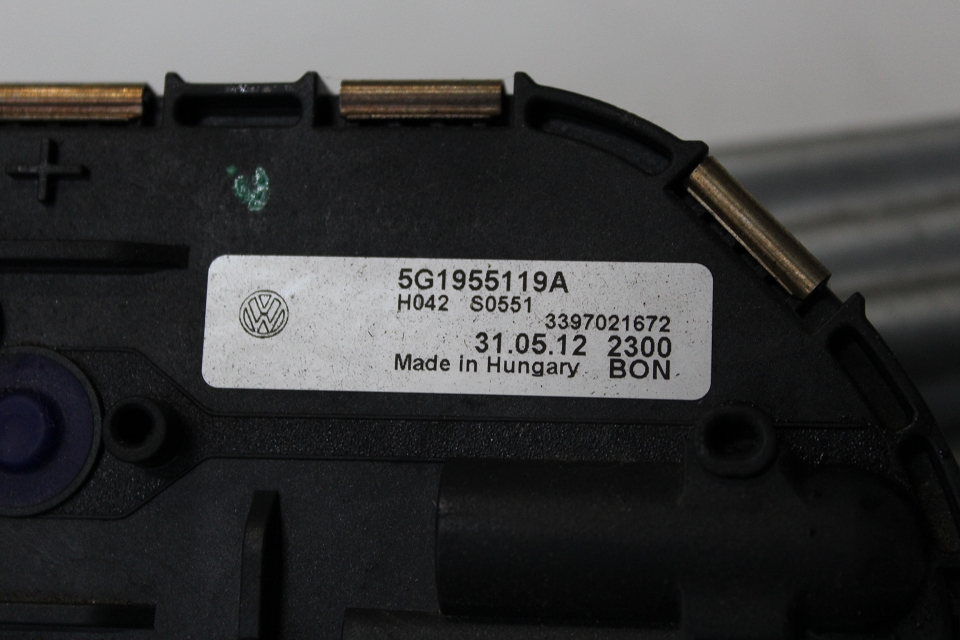 5G1955119A
H042 S0551
3397021672
31.05.12 2300
Made in Hungary BON